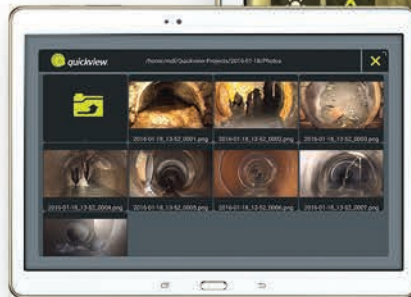 quickview.
/home/mdf/Quickview-Projects/2016-01-18/Photos
X
2016-01-18_13-52_0001.png
2016-01-18_13-52_0002.png
2016-01-18_13-52_0003.png
2016-01-18_13-52_0004.png
2016-01-18_13-52_0005.png
2016-01-18_13-52_0006.png
2016-01-18_13-52_0007.png